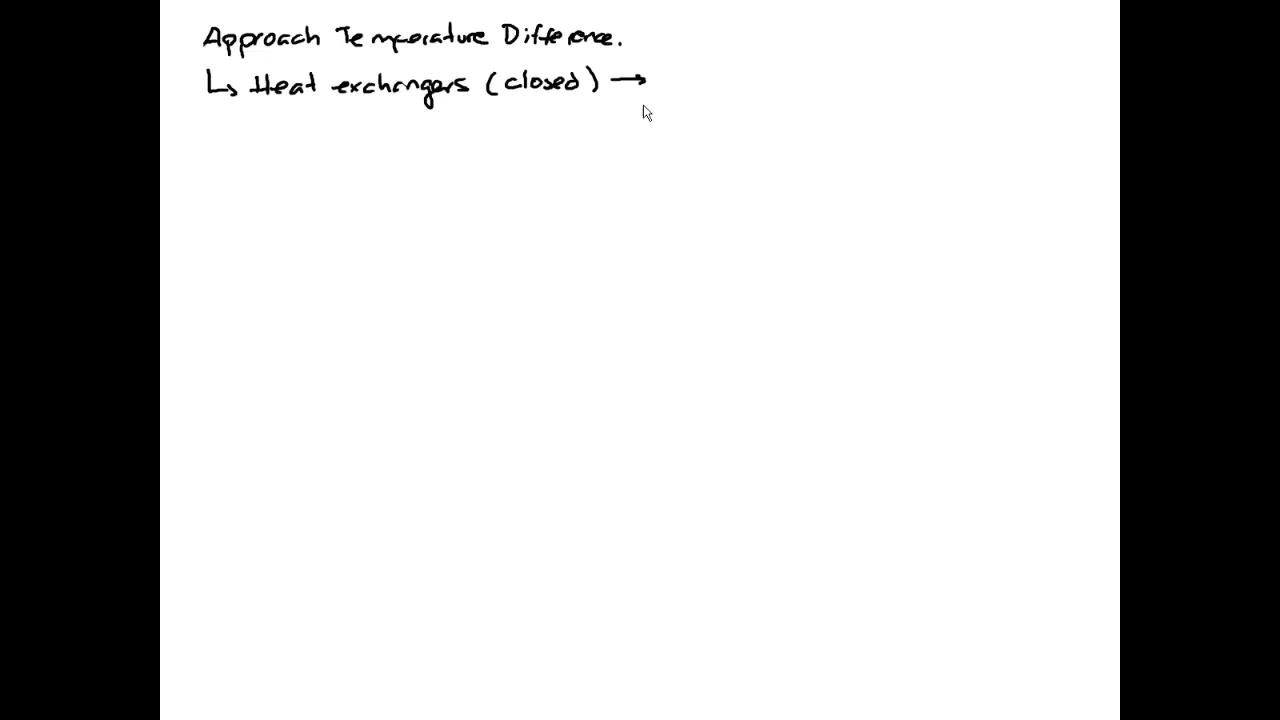 Approach Temperature Difference.
↳ Heat exchangers (closed) →